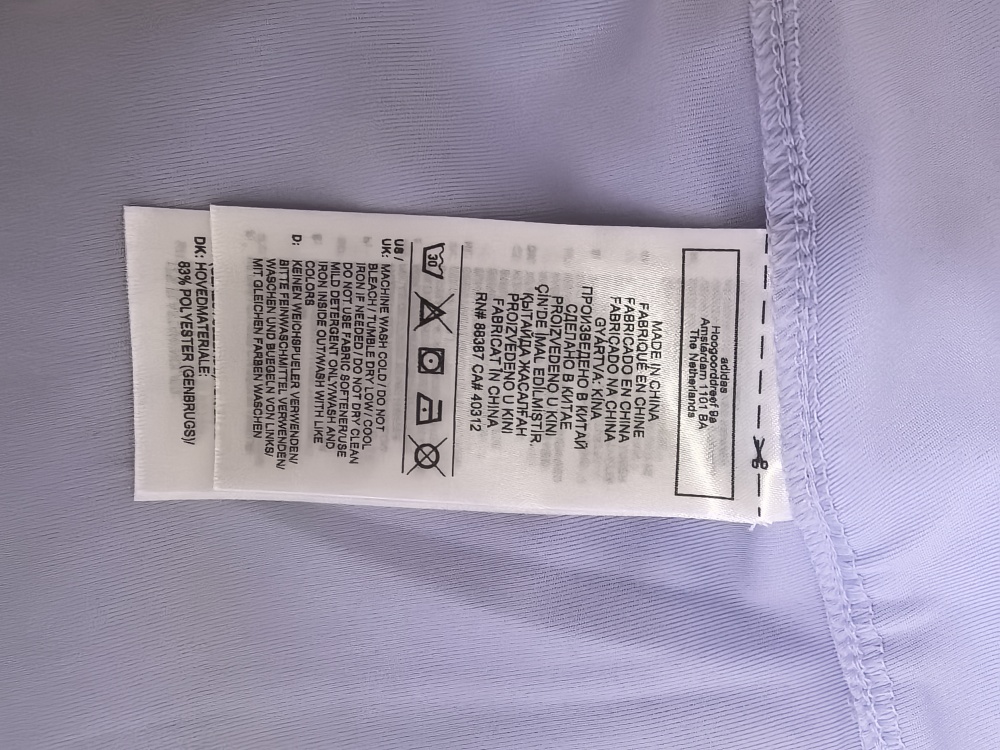 adidas
Hoogoorddreef 9a
Amsterdam 1101 BA
The Netherlands
MADE IN CHINA
FABRIQUÉ EN CHINE
FABRICADO EN CHINA
FABRICADO NA CHINA
GYÁRTVA: KÍNA
ПРОИЗВЕДЕНО В КИТАЙ
СДЕЛАНО В КИТАЕ
PROIZVEDENO U KINI
ÇİN'DE İMAL EDİLMİŞTİR.
ҚЫТАЙДА ЖАСАЛҒАН
PROIZVEDENO U KINI
FABRICAT ÎN CHINA
RN# 88387 CA# 40312
30
US /
UK: MACHINE WASH COLD / DO NOT
BLEACH / TUMBLE DRY LOW / COOL
IRON IF NEEDED / DO NOT DRY CLEAN
DO NOT USE FABRIC SOFTENER/USE
MILD DETERGENT ONLY/WASH AND
IRON INSIDE OUT/WASH WITH LIKE
COLORS
D: KEINEN WEICHSPUELER VERWENDEN/
BITTE FEINWASCHMITTEL VERWENDEN/
WASCHEN UND BUEGELN VON LINKS/
MIT GLEICHEN FARBEN WASCHEN
DK: HOVEDMATERIALE:
83% POLYESTER (GENBRUGS)/